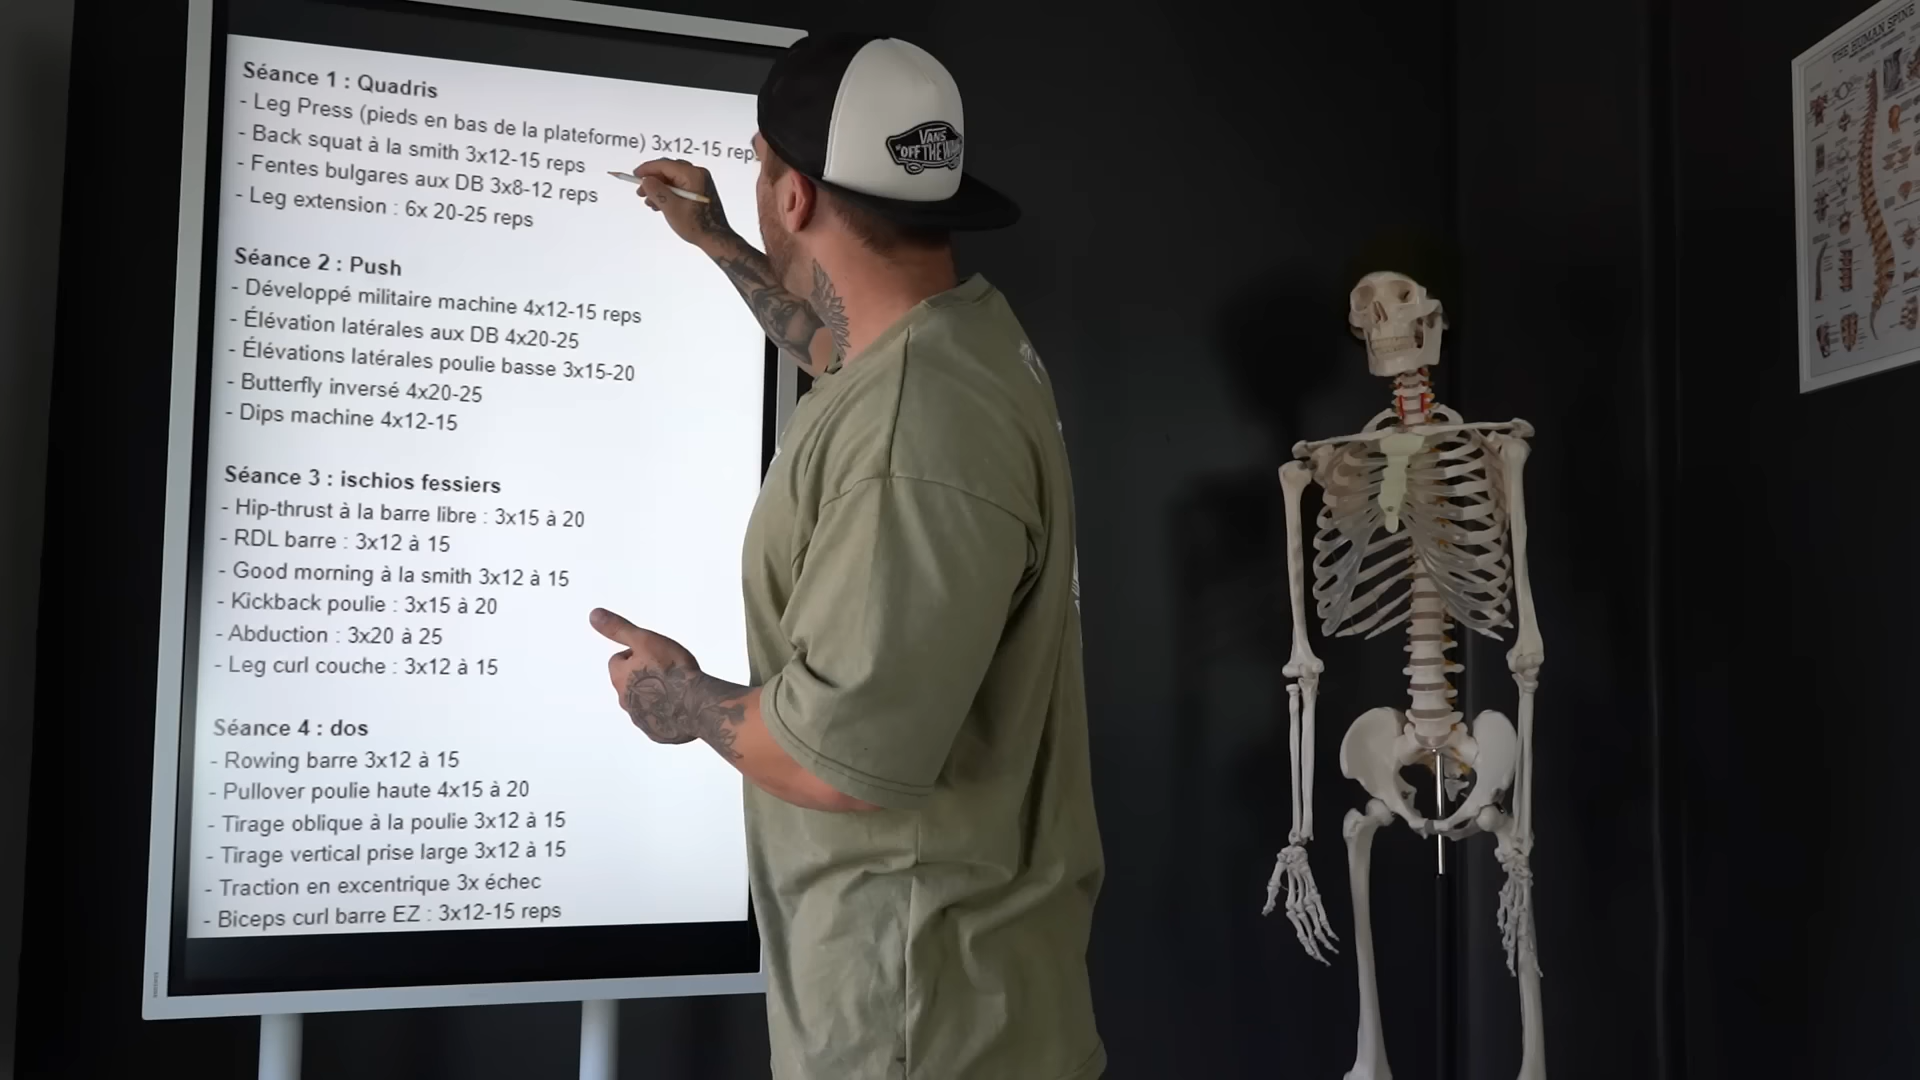 Séance 1 : Quadris
- Leg Press (pieds en bas de la plateforme) 3x12-15 rep
- Back squat à la smith 3x12-15 reps
- Fentes bulgares aux DB 3x8-12 reps
- Leg extension : 6x 20-25 reps
Séance 2 : Push
- Développé militaire machine 4x12-15 reps
- Élévation latérales aux DB 4x20-25
- Élévations latérales poulie basse 3x15-20
- Butterfly inversé 4x20-25
- Dips machine 4x12-15
Séance 3 : ischios fessiers
- Hip-thrust à la barre libre : 3x15 à 20
- RDL barre : 3x12 à 15
- Good morning à la smith 3x12 à 15
- Kickback poulie : 3x15 à 20
- Abduction : 3x20 à 25
- Leg curl couche : 3x12 à 15
Séance 4 : dos
- Rowing barre 3x12 à 15
- Pullover poulie haute 4x15 à 20
- Tirage oblique à la poulie 3x12 à 15
- Tirage vertical prise large 3x12 à 15
- Traction en excentrique 3x échec
- Biceps curl barre EZ : 3x12-15 reps
VANS
"OFF THE WA
THE HUMAN SPINE